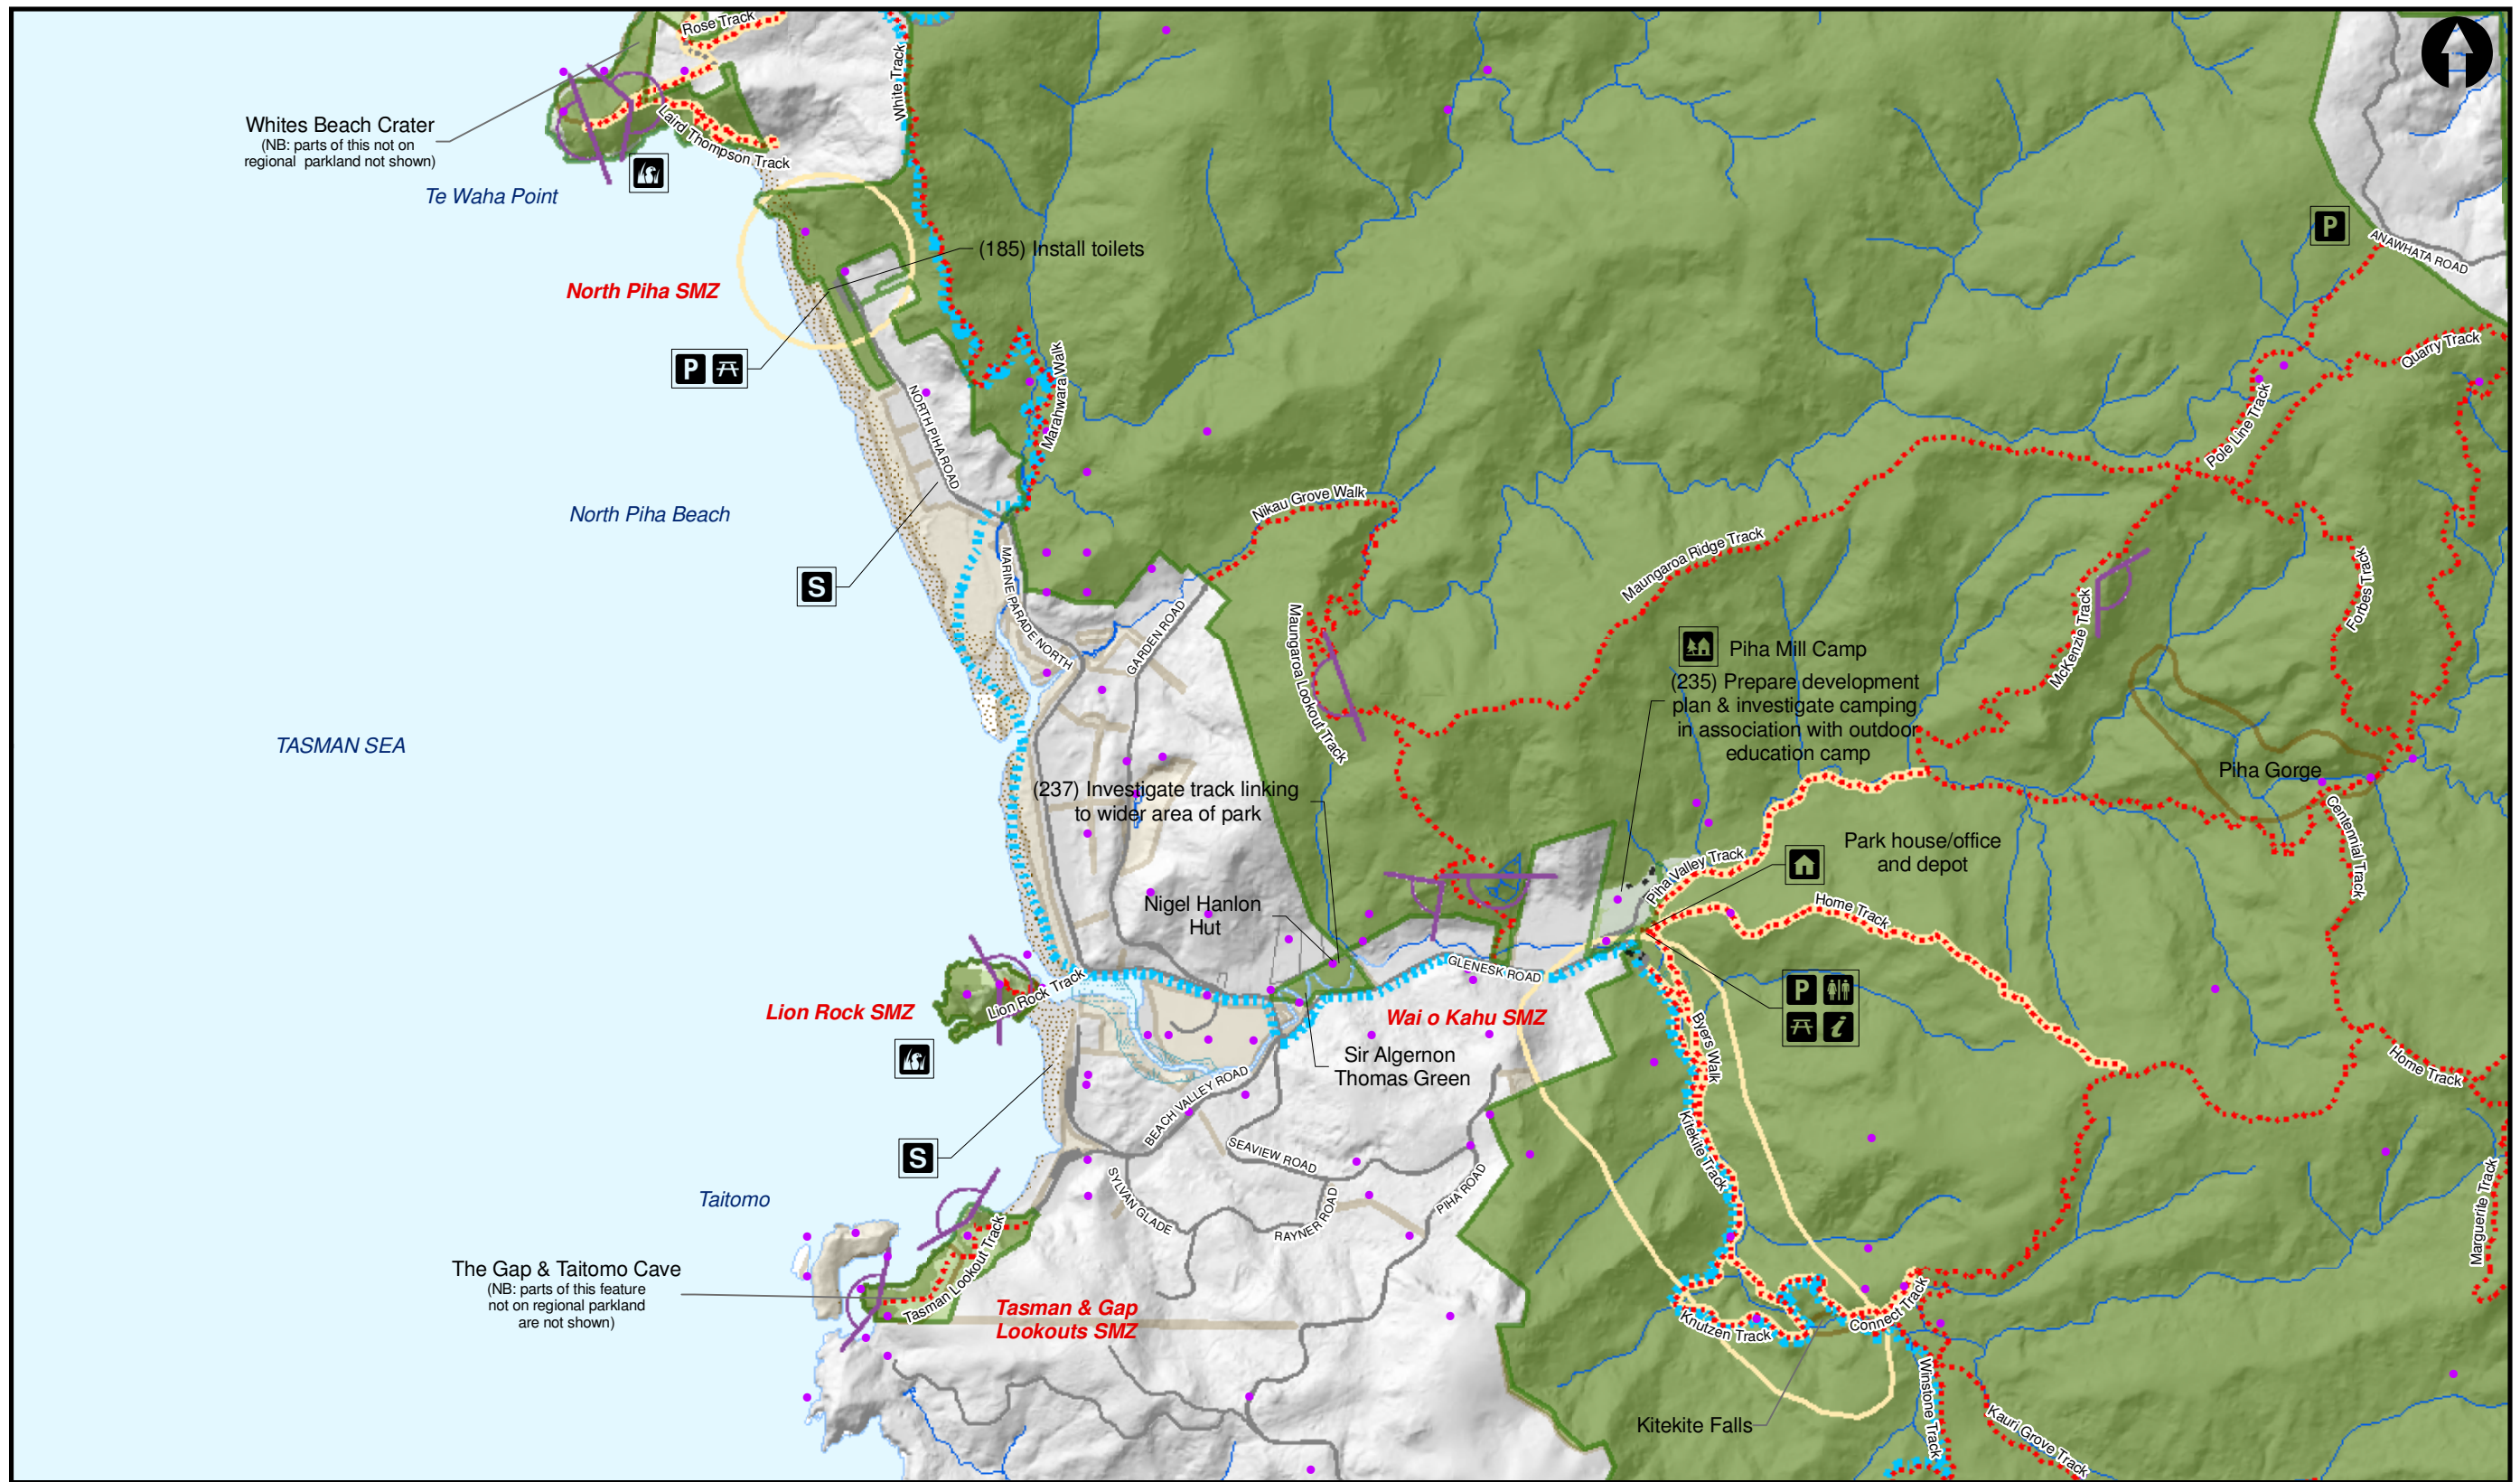 Rose Track
White Track
Whites Beach Crater
(NB: parts of this not on
regional parkland not shown)
Laird Thompson Track
Te Waha Point
(185) Install toilets
P
ANAWHATA ROAD
North Piha SMZ
P
Marahwara Walk
NORTH PIHA ROAD
Quarry Track
Pole Line Track
Nikau Grove Walk
North Piha Beach
Maungaroa Ridge Track
S
MARINE PARADE NORTH
GARDEN ROAD
Maungaroa Lookout Track
Forbes Track
McKenzie Track
Piha Mill Camp
(235) Prepare development
plan & investigate camping
in association with outdoor
education camp
TASMAN SEA
Piha Gorge
(237) Investigate track linking
to wider area of park
Centennial Track
Park house/office
and depot
Piha Valley Track
Nigel Hanlon
Hut
Home Track
GLENESK ROAD
Lion Rock Track
Lion Rock SMZ
P
i
Wai o Kahu SMZ
Byers Walk
Sir Algernon
Thomas Green
Home Track
BEACH VALLEY ROAD
Kitekite Track
S
SEAVIEW ROAD
SYLVAN GLADE
RAYNER ROAD
PIHA ROAD
Marguerite Track
Taitomo
Tasman Lookout Track
The Gap & Taitomo Cave
(NB: parts of this feature
not on regional parkland
are not shown)
Tasman & Gap
Lookouts SMZ
Knutzen Track
Connect Track
Winstone Track
Kauri Grove Track
Kitekite Falls